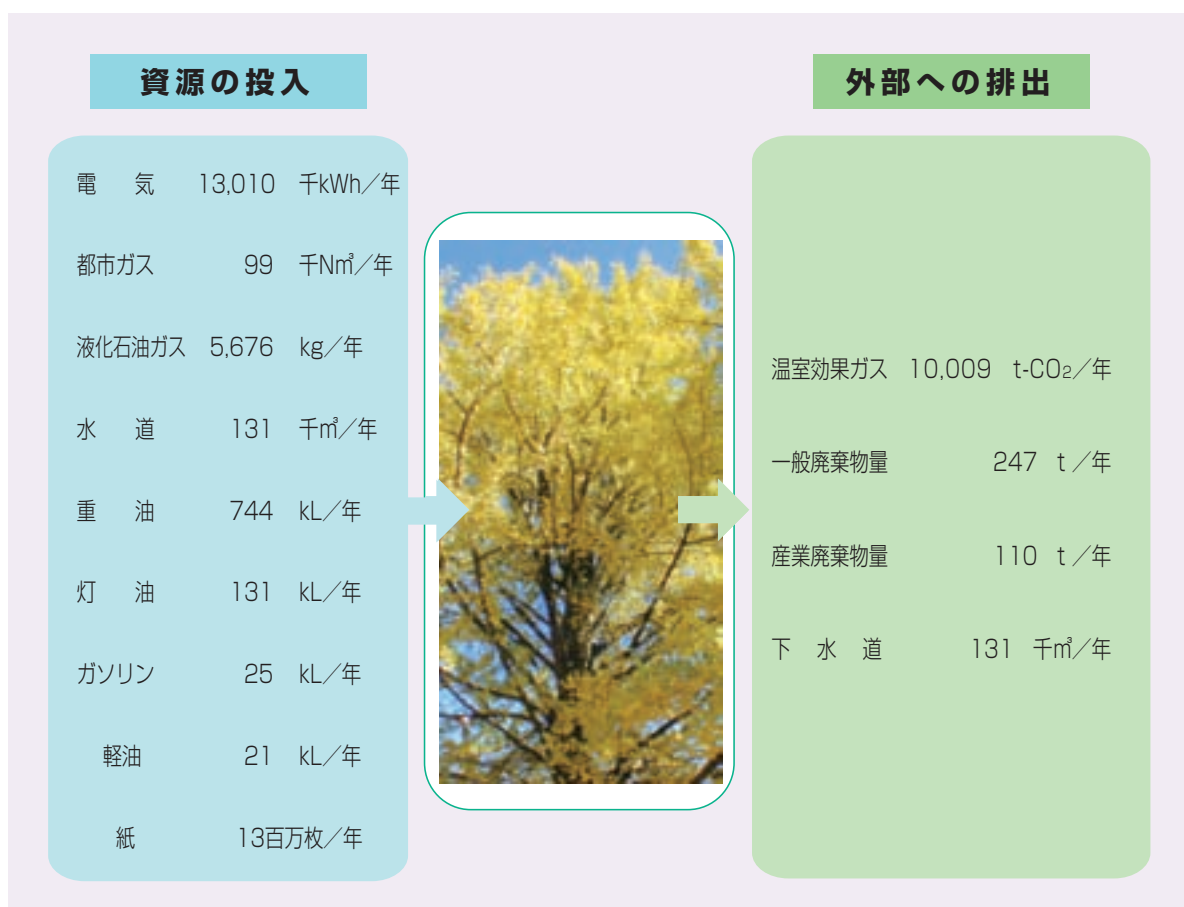 資源の投入
電　気　13,010　千kWh／年
都市ガス　99　千N㎥／年
液化石油ガス　5,676　kg／年
水　道　131　千㎥／年
重　油　744　kL／年
灯　油　131　kL／年
ガソリン　25　kL／年
軽油　21　kL／年
紙　13百万枚／年
外部への排出
温室効果ガス　10,009　t-CO₂／年
一般廃棄物量　247　t／年
産業廃棄物量　110　t／年
下　水　道　131　千㎥／年